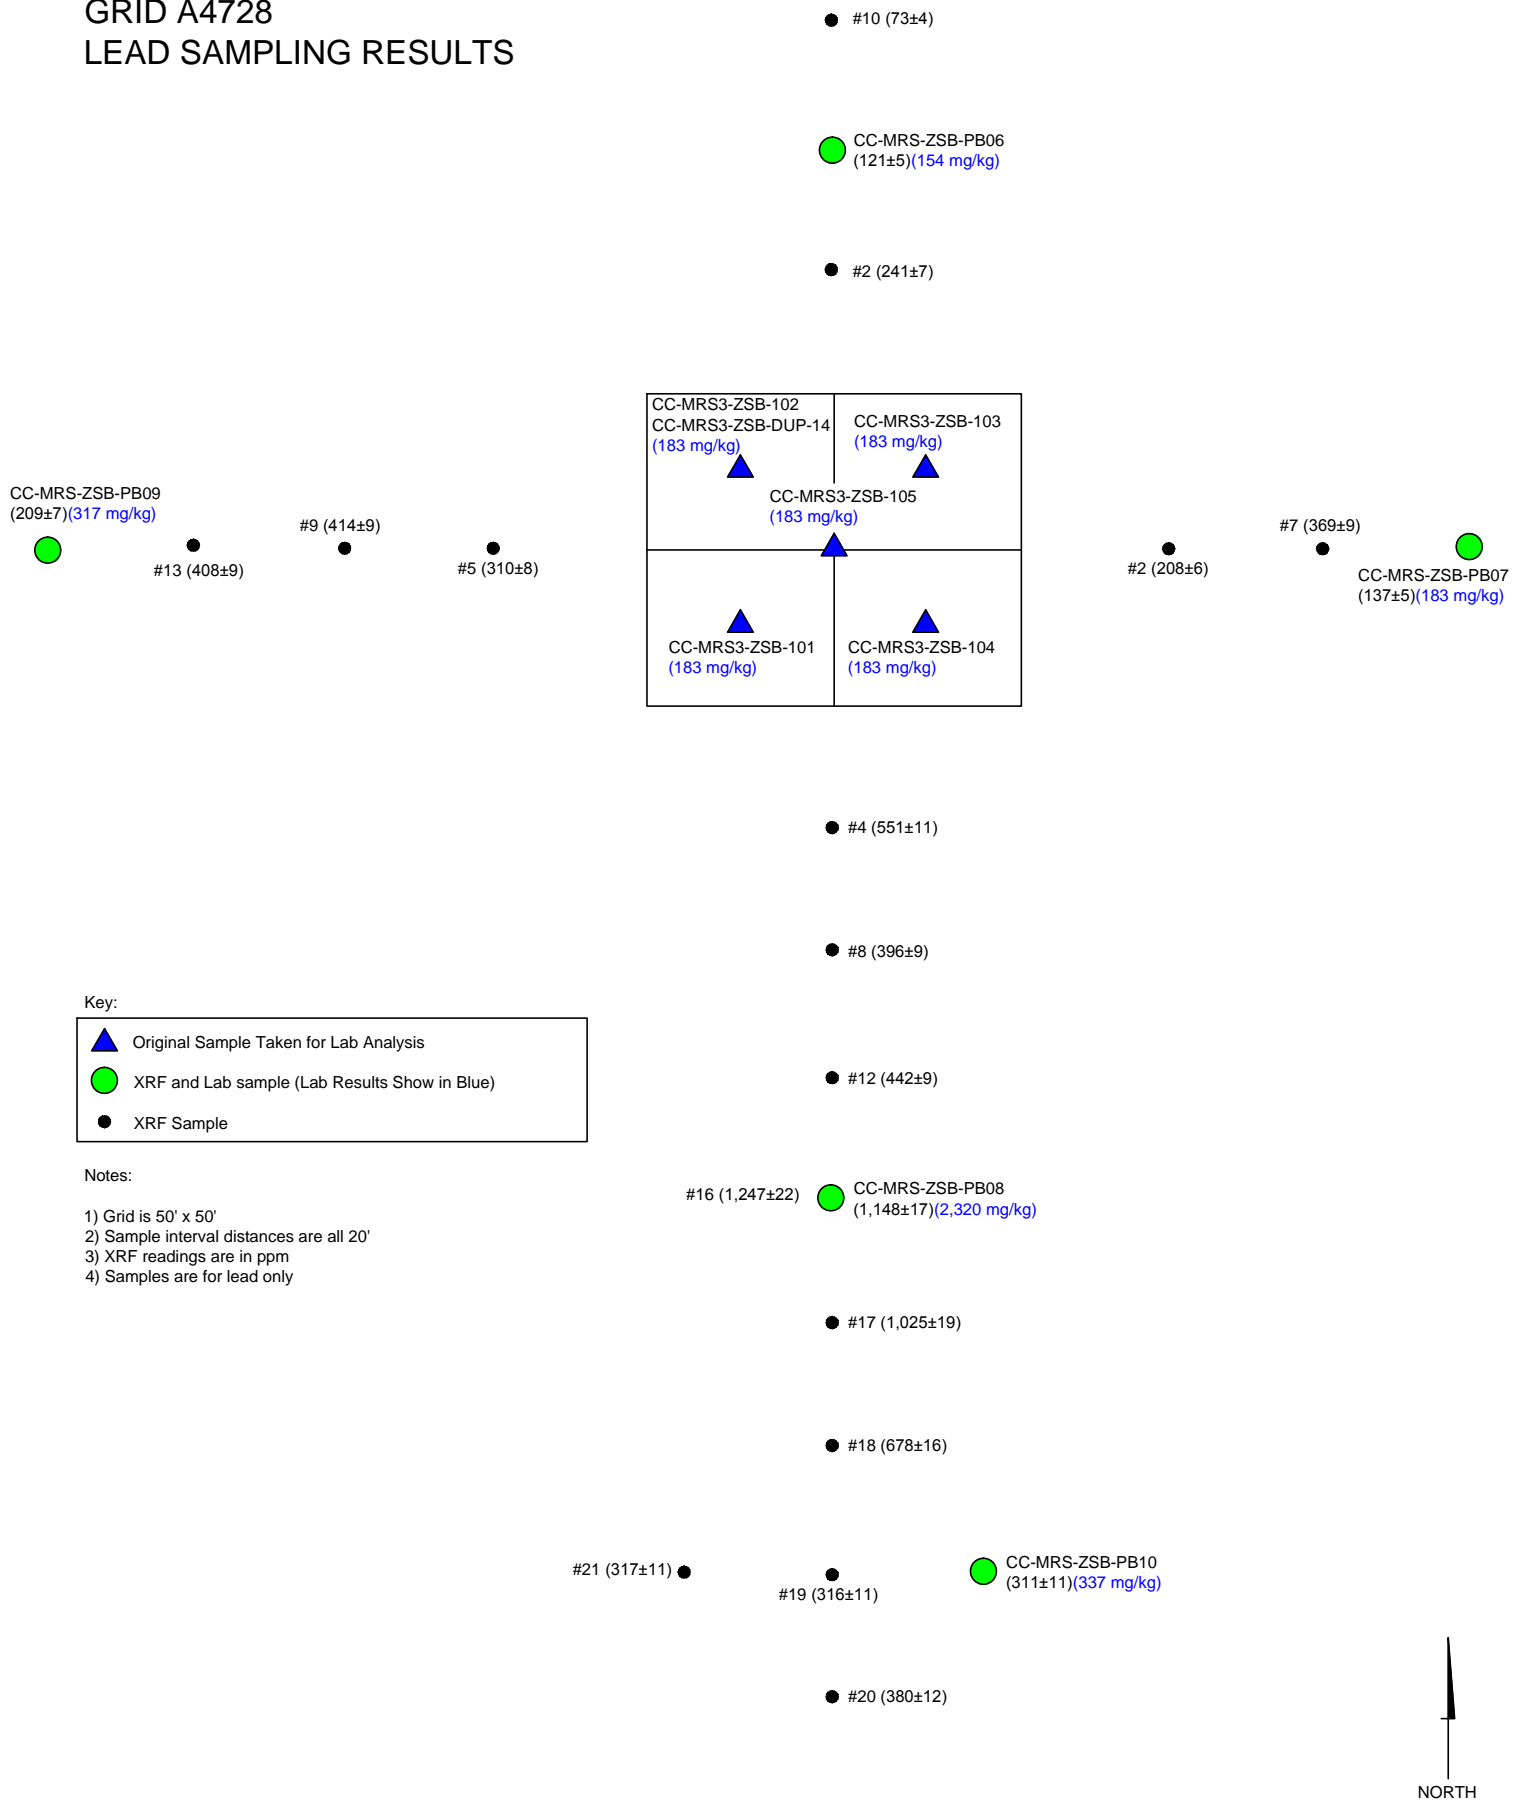 GRID A4728
LEAD SAMPLING RESULTS
#10 (73±4)
CC-MRS-ZSB-PB06
(121±5)(154 mg/kg)
#2 (241±7)
CC-MRS3-ZSB-102
CC-MRS3-ZSB-DUP-14
(183 mg/kg)
CC-MRS3-ZSB-103
(183 mg/kg)
CC-MRS3-ZSB-105
(183 mg/kg)
CC-MRS-ZSB-PB09
(209±7)(317 mg/kg)
#13 (408±9)
#9 (414±9)
#5 (310±8)
#2 (208±6)
#7 (369±9)
CC-MRS-ZSB-PB07
(137±5)(183 mg/kg)
CC-MRS3-ZSB-101
(183 mg/kg)
CC-MRS3-ZSB-104
(183 mg/kg)
#4 (551±11)
#8 (396±9)
Key:
Original Sample Taken for Lab Analysis
XRF and Lab sample (Lab Results Show in Blue)
XRF Sample
#12 (442±9)
Notes:
1) Grid is 50' x 50'
2) Sample interval distances are all 20'
3) XRF readings are in ppm
4) Samples are for lead only
#16 (1,247±22)
CC-MRS-ZSB-PB08
(1,148±17)(2,320 mg/kg)
#17 (1,025±19)
#18 (678±16)
#21 (317±11)
#19 (316±11)
CC-MRS-ZSB-PB10
(311±11)(337 mg/kg)
#20 (380±12)
NORTH